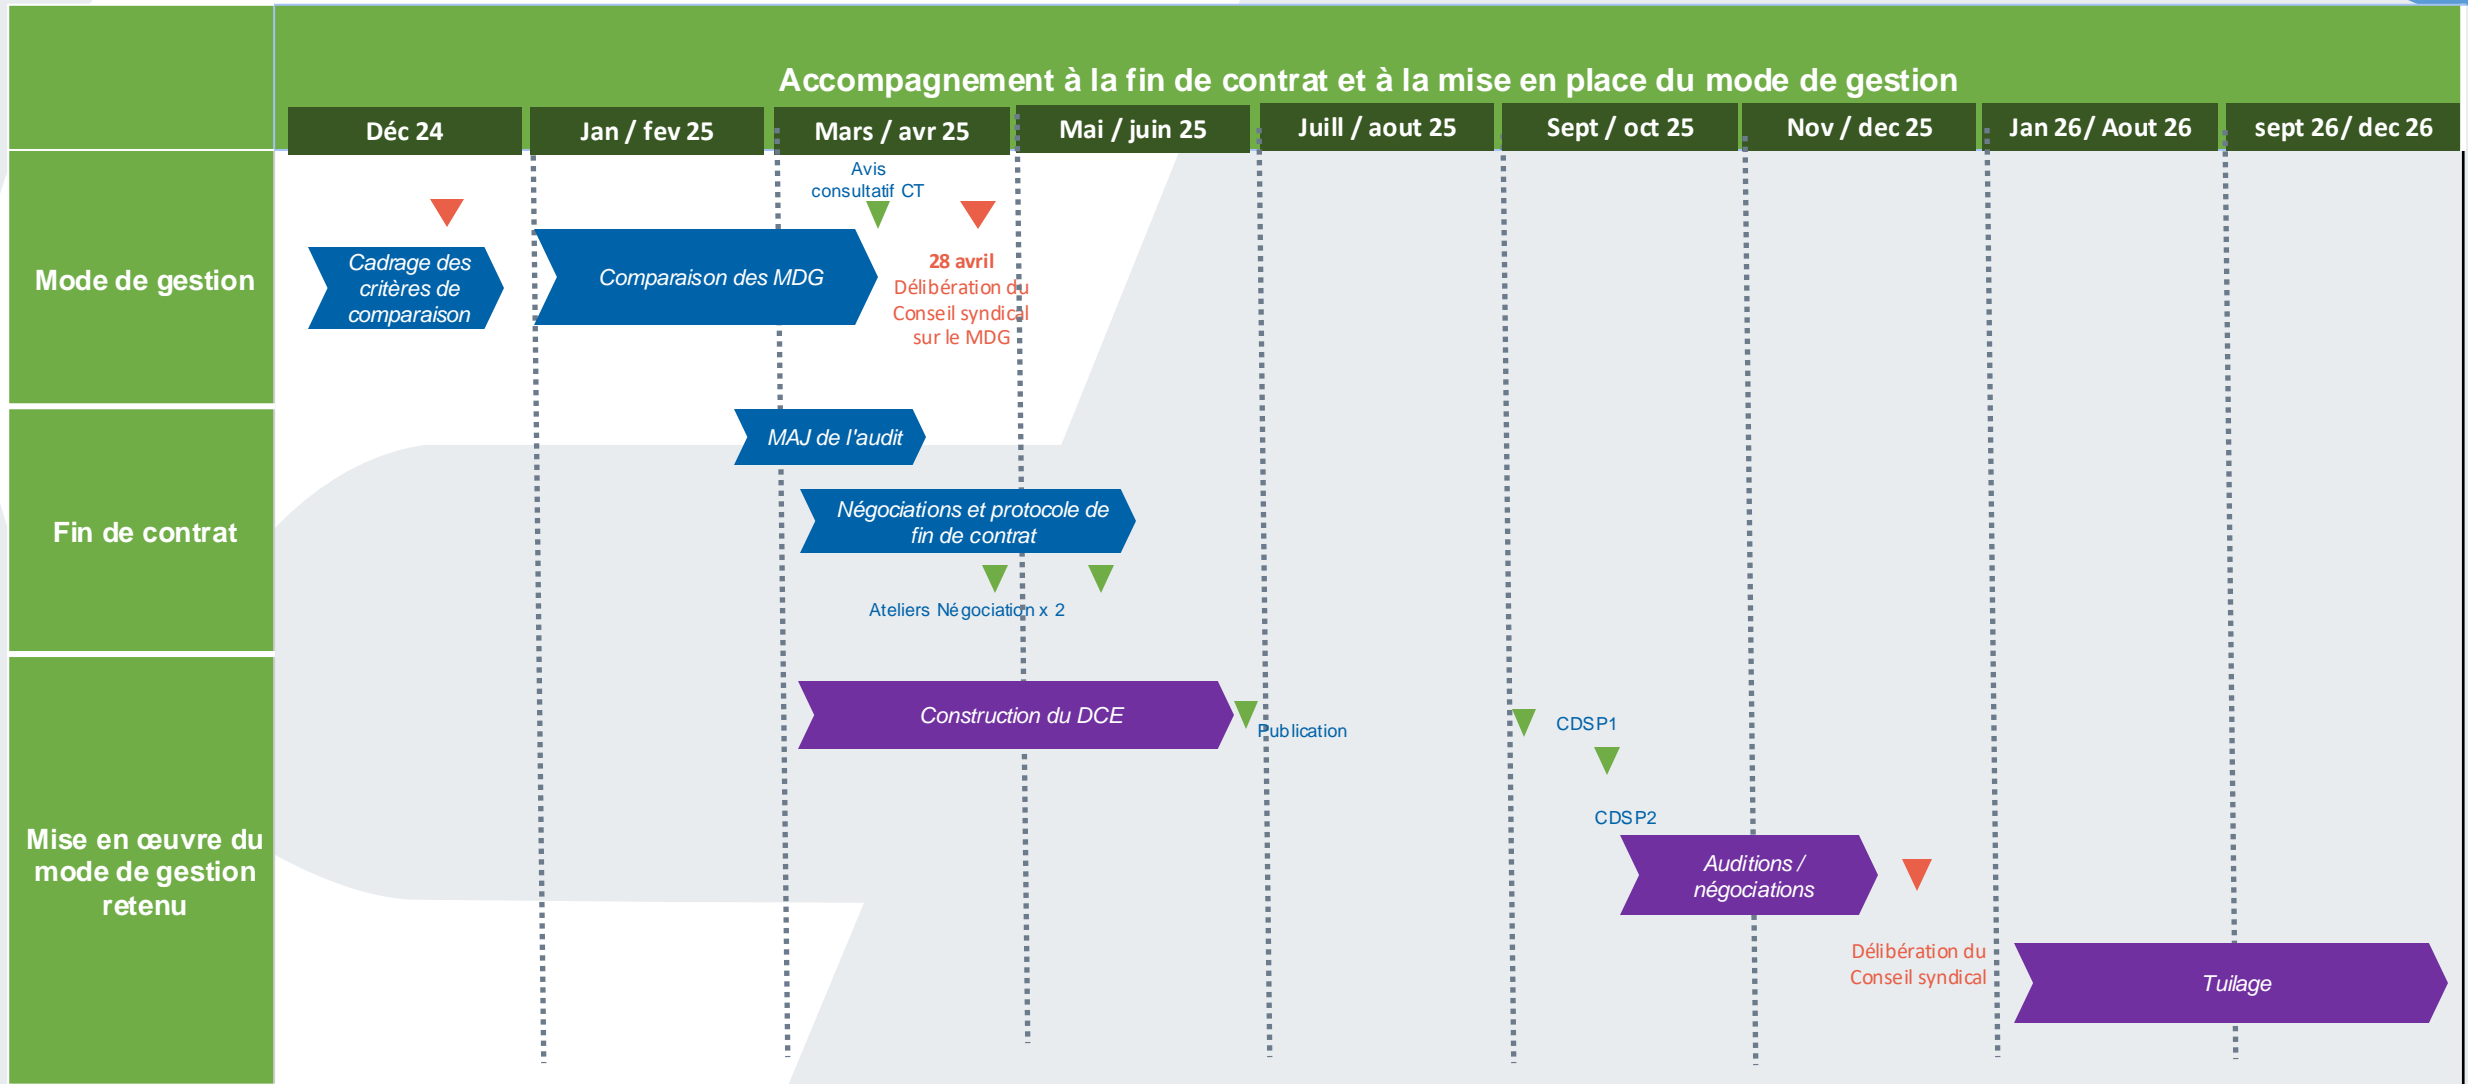 Accompagnement à la fin de contrat et à la mise en place du mode de gestion
Déc 24
Jan / fev 25
Mars / avr 25
Mai / juin 25
Juill / aout 25
Sept / oct 25
Nov / dec 25
Jan 26/ Aout 26
sept 26/ dec 26
Mode de gestion
Avis
consultatif CT
Cadrage des
critères de
comparaison
Comparaison des MDG
28 avril
Délibération du
Conseil syndical
sur le MDG
Fin de contrat
MAJ de l'audit
Négociations et protocole de
fin de contrat
Ateliers Négociation x 2
Mise en œuvre du
mode de gestion
retenu
Construction du DCE
Publication
CDSP1
CDSP2
Auditions /
négociations
Délibération du
Conseil syndical
Tuilage